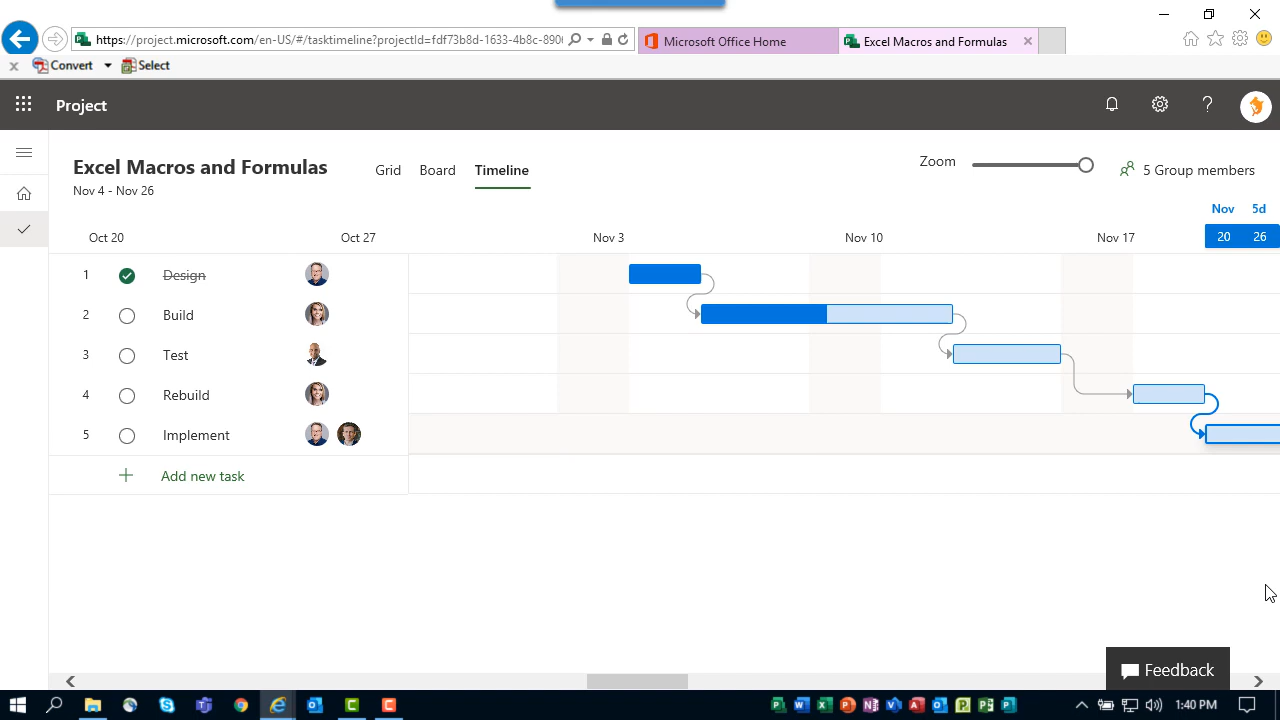 https://project.microsoft.com/en-US/#/tasktimeline?projectId=fdf73b8d-1633-4b8c-890
Microsoft Office Home
Excel Macros and Formulas
Convert
Select
Project
Excel Macros and Formulas
Nov 4 - Nov 26
Grid
Board
Timeline
Zoom
5 Group members
Nov 5d
Oct 20
Oct 27
Nov 3
Nov 10
Nov 17
20 26
1 Design
2 Build
3 Test
4 Rebuild
5 Implement
Add new task
Feedback
1:40 PM